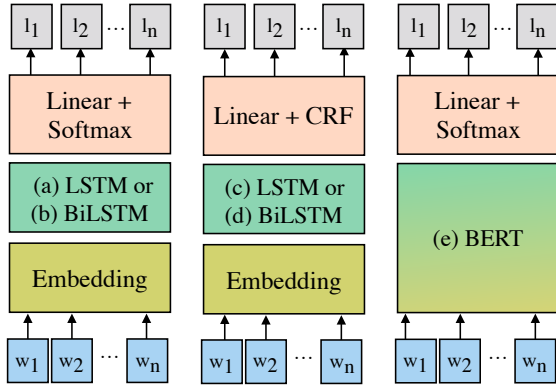 l1 l2 ... ln
Linear +
Softmax
(a) LSTM or
(b) BiLSTM
Embedding
w1 w2 ... wn
l1 l2 ... ln
Linear + CRF
(c) LSTM or
(d) BiLSTM
Embedding
w1 w2 ... wn
l1 l2 ... ln
Linear +
Softmax
(e) BERT
w1 w2 ... wn